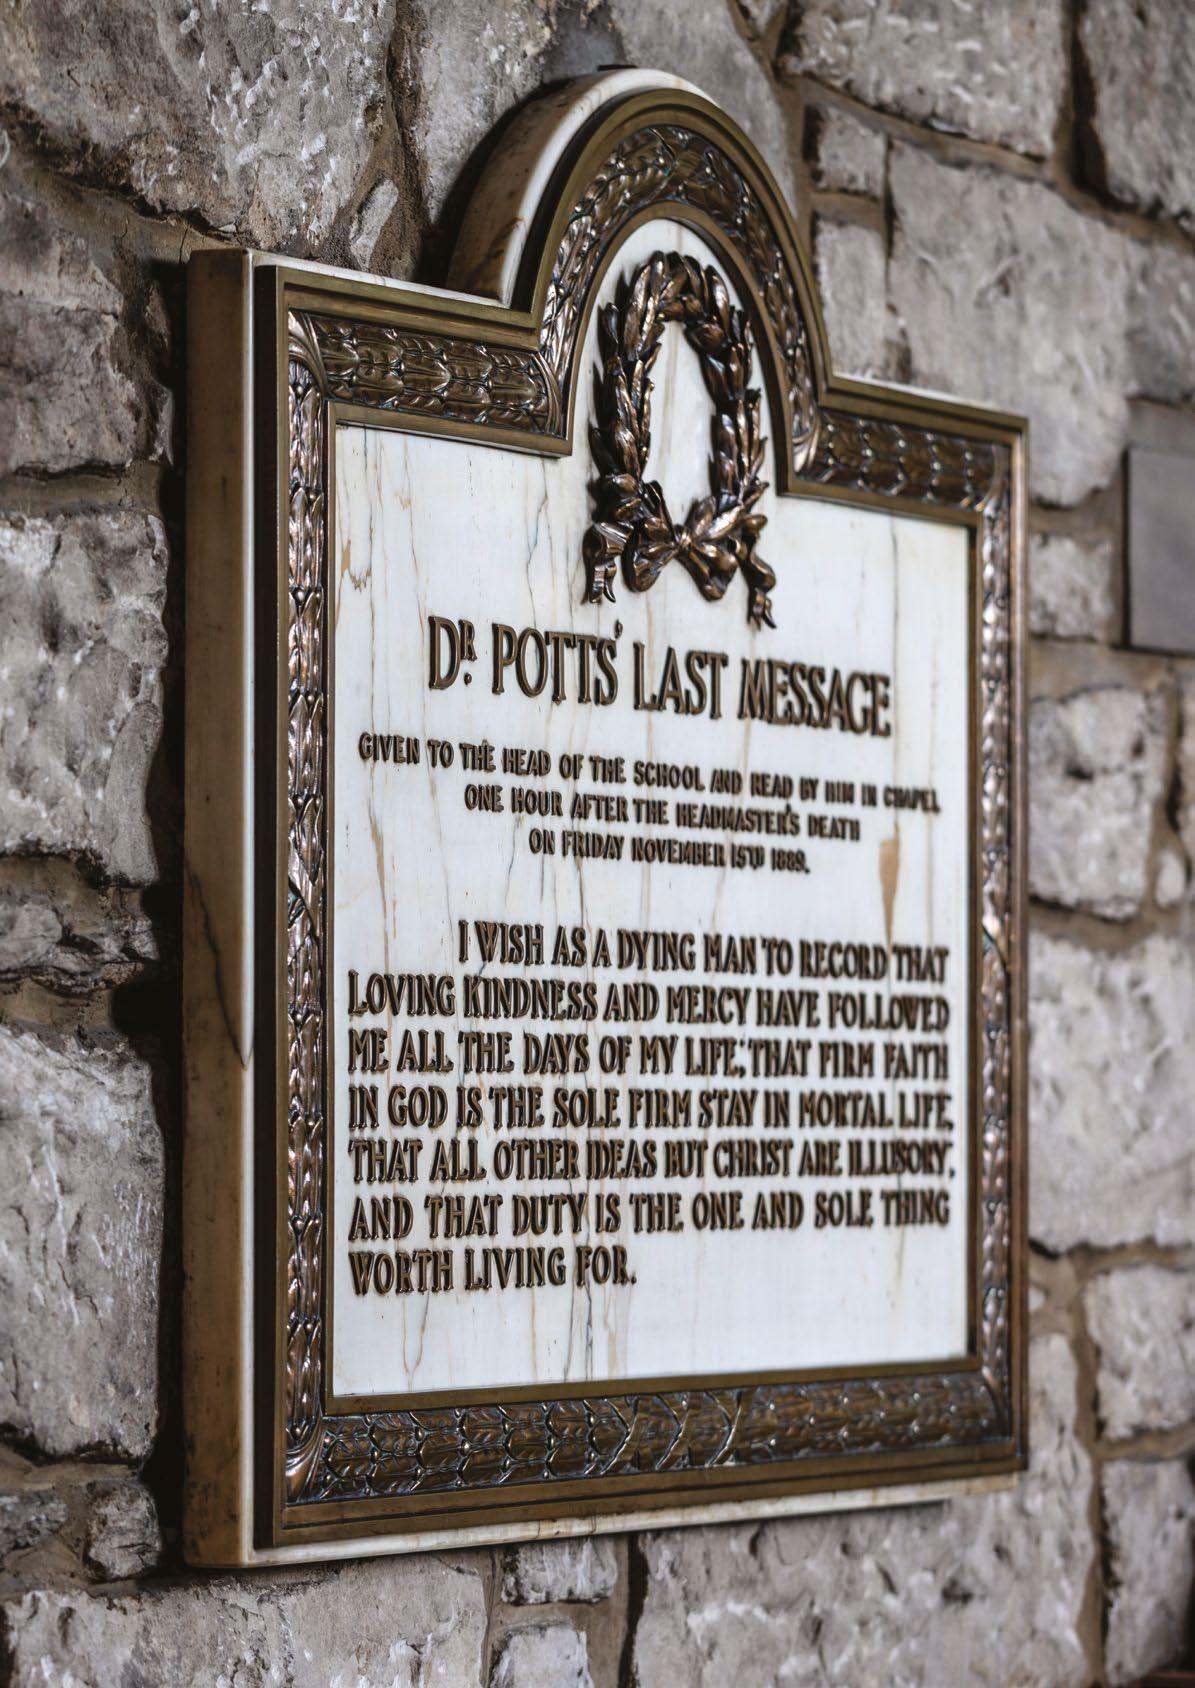 DR. POTTS' LAST MESSAGE
GIVEN TO THE HEAD OF THE SCHOOL AND READ BY HIM IN CHAPEL
ONE HOUR AFTER THE HEADMASTER'S DEATH
ON FRIDAY NOVEMBER 15TH 1889.
I WISH AS A DYING MAN TO RECORD THAT
LOVING KINDNESS AND MERCY HAVE FOLLOWED
ME ALL THE DAYS OF MY LIFE; THAT FIRM FAITH
IN GOD IS THE SOLE FIRM STAY IN MORTAL LIFE,
THAT ALL OTHER IDEAS BUT CHRIST ARE ILLUSORY,
AND THAT DUTY IS THE ONE AND SOLE THING
WORTH LIVING FOR.